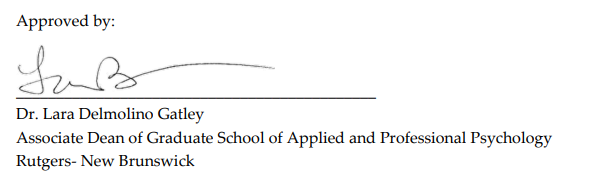 Approved by:
Dr. Lara Delmolino Gatley
Associate Dean of Graduate School of Applied and Professional Psychology
Rutgers- New Brunswick